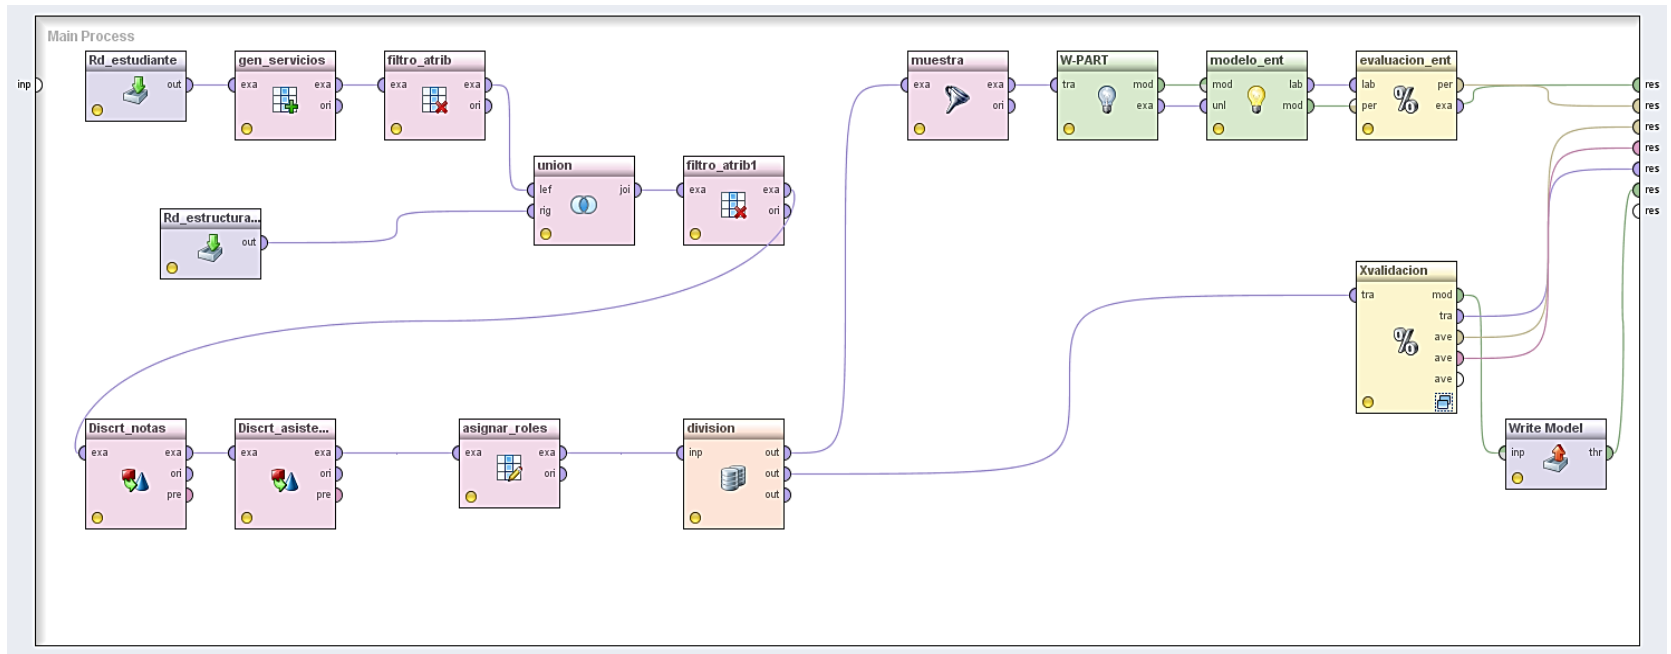 Main Process
inp
Rd_estudiante
out
gen_servicios
exa exa
ori
filtro_atrib
exa exa
ori
union
lef joi
rig
filtro_atrib1
exa exa
ori
Rd_estructura...
out
muestra
exa exa
ori
W-PART
tra mod
exa
modelo_ent
mod lab
unl mod
evaluacion_ent
lab per
per exa
res
res
res
res
res
res
res
Xvalidacion
tra mod
tra
ave
ave
ave
Discrt_notas
exa exa
ori
pre
Discrt_asiste...
exa exa
ori
pre
asignar_roles
exa exa
ori
division
inp out
out
out
Write Model
inp thr